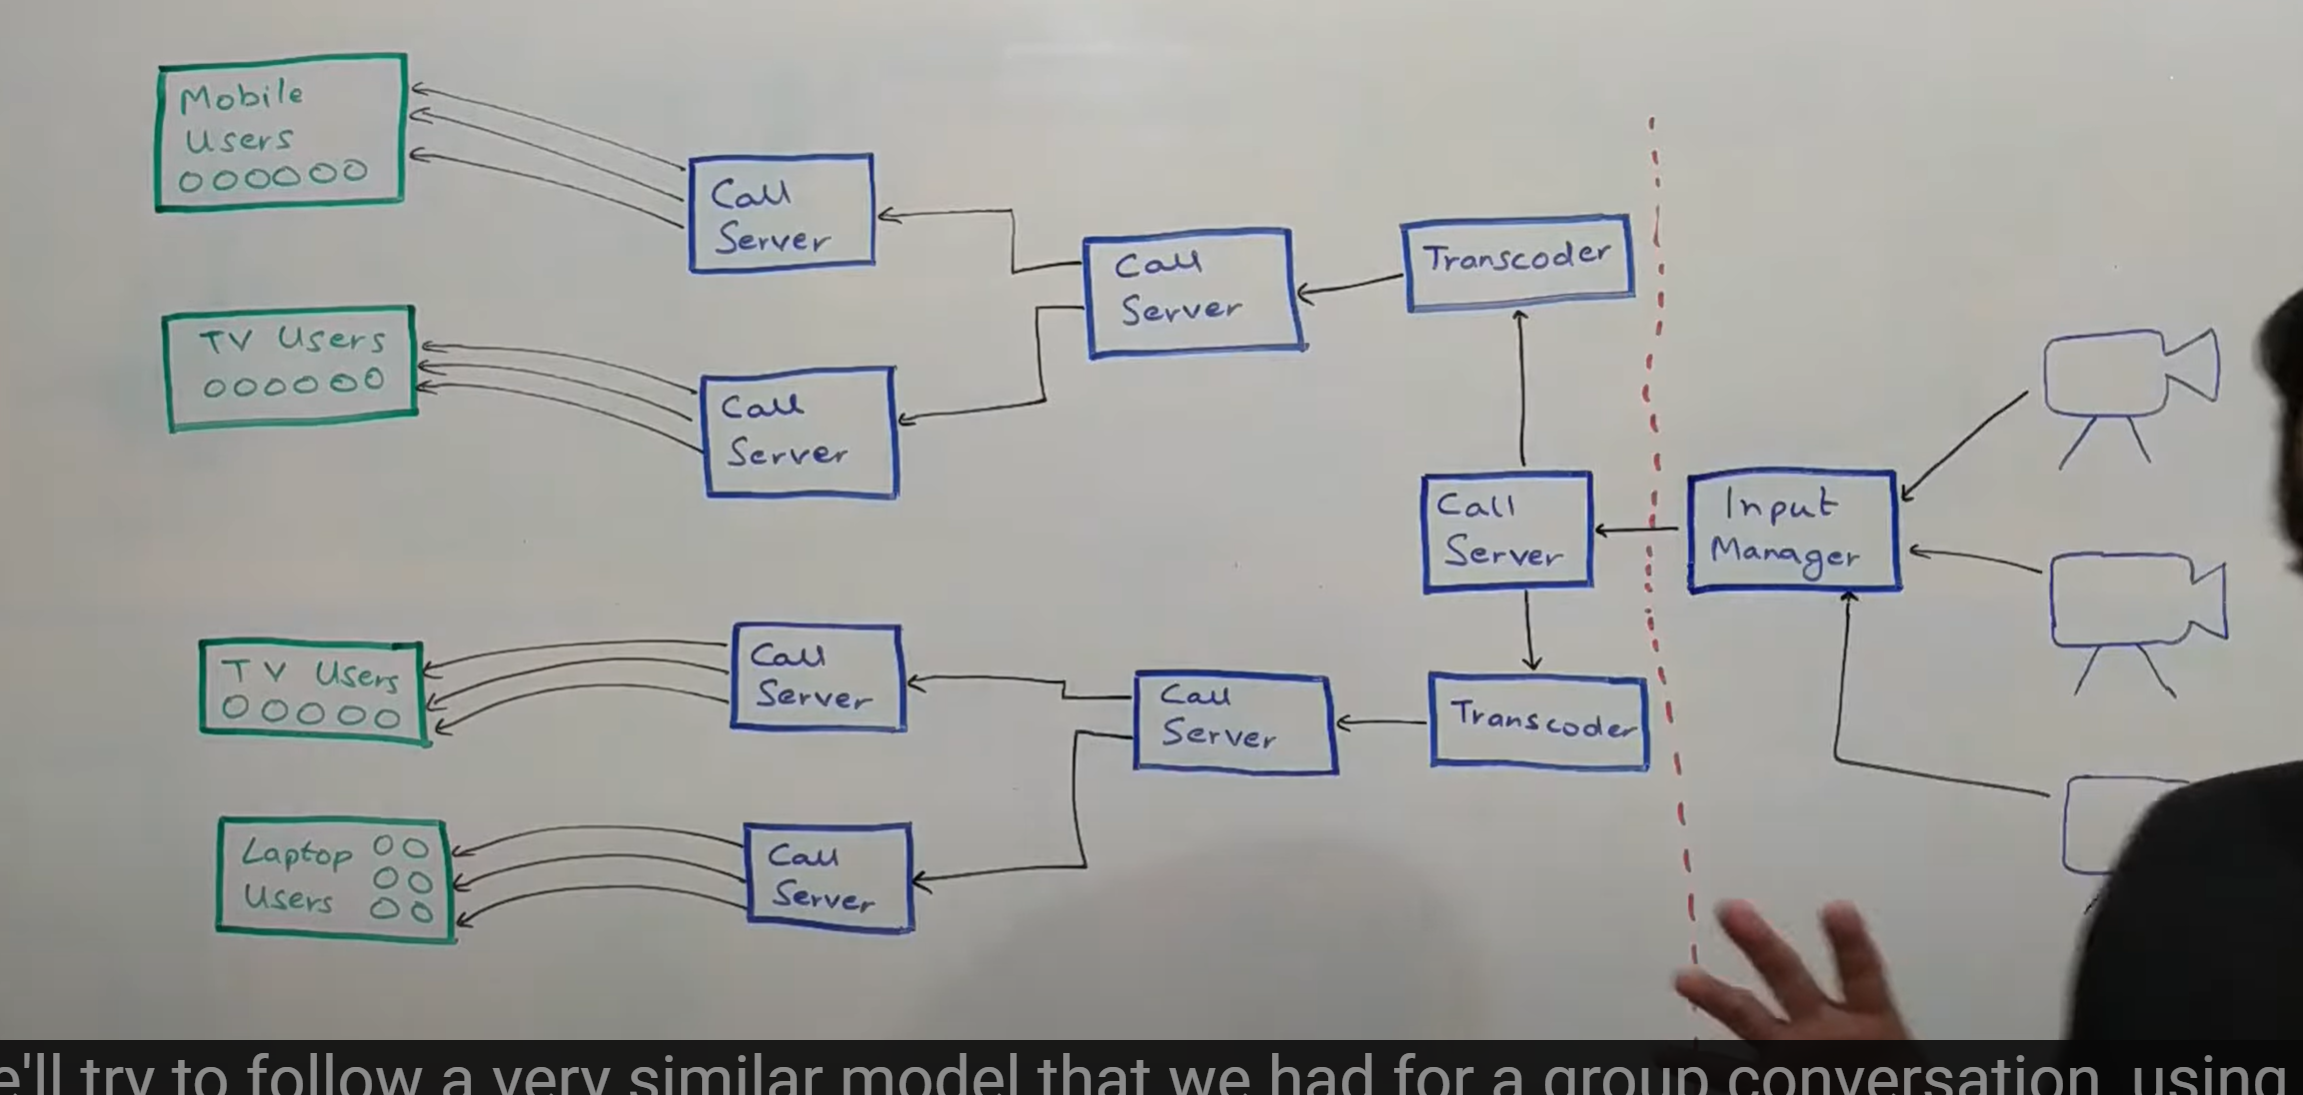 Mobile
Users
Call
Server
Call
Server
Transcoder
TV Users
Call
Server
Call
Server
Input
Manager
TV Users
Call
Server
Call
Server
Transcoder
Laptop
Users
Call
Server
e'll try to follow a very similar model that we had for a group conversation, using